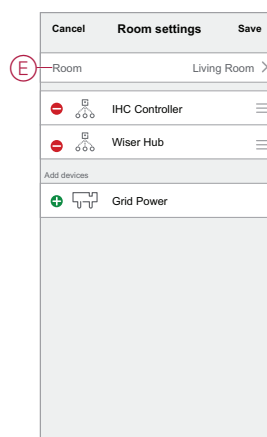 Cancel Room settings Save
E Room Living Room
IHC Controller
Wiser Hub
Add devices
Grid Power